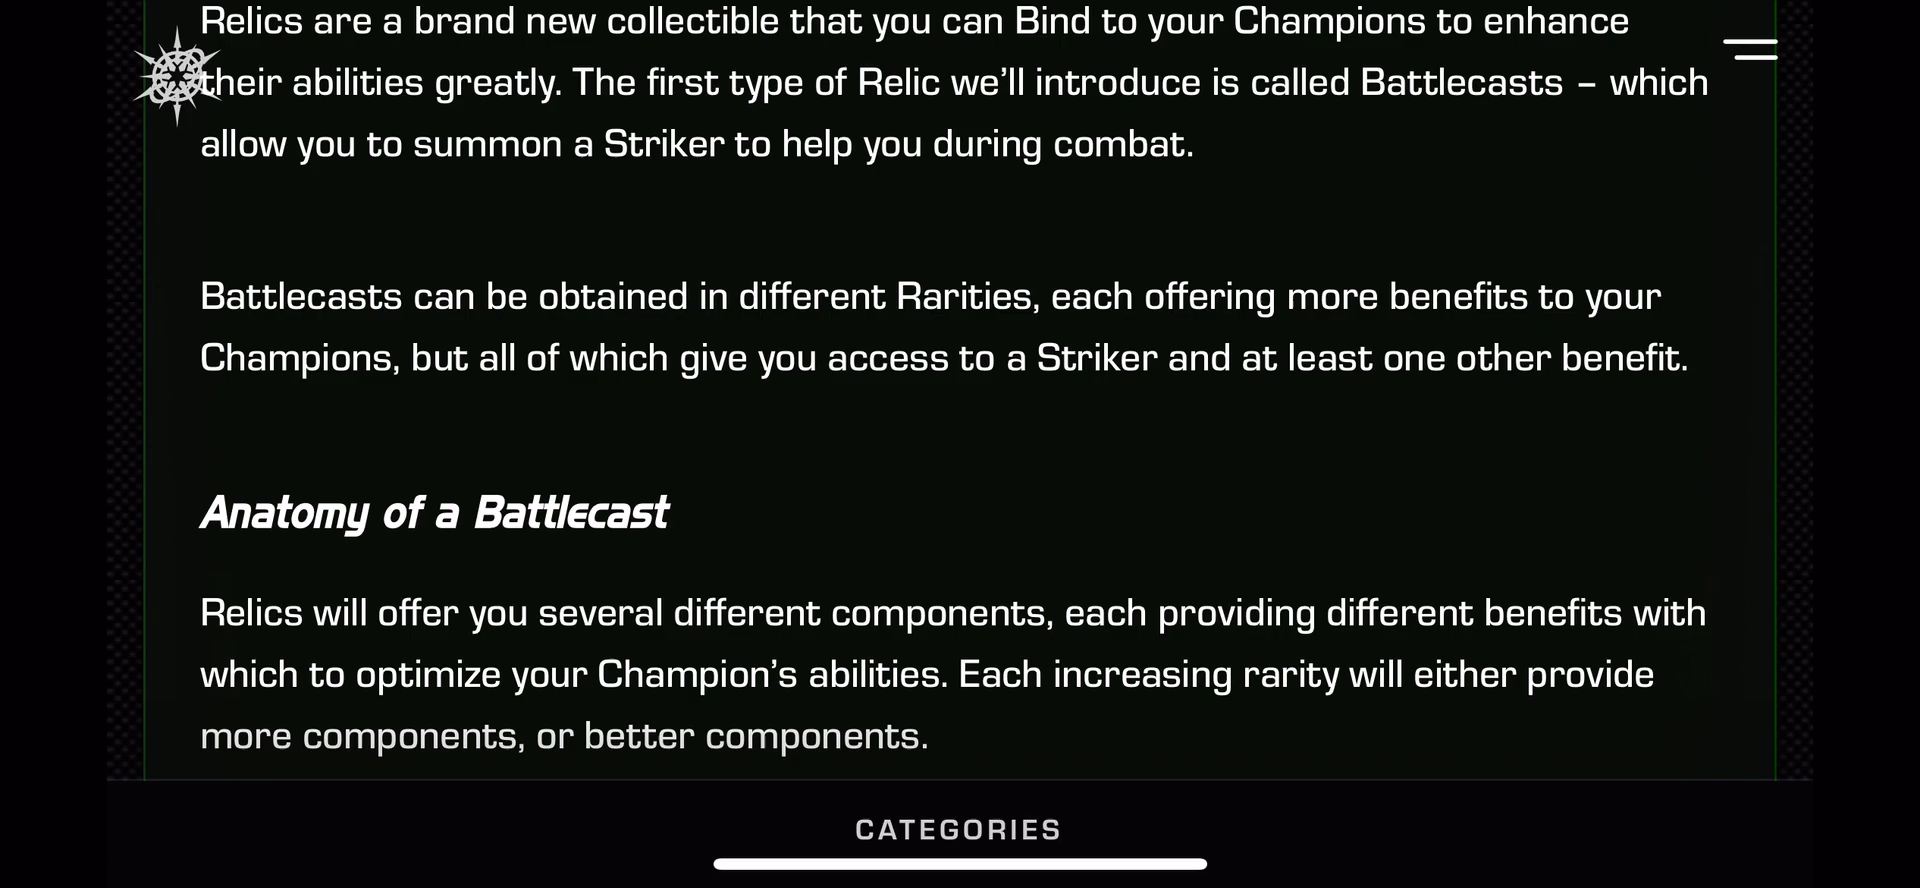 Relics are a brand new collectible that you can Bind to your Champions to enhance
their abilities greatly. The first type of Relic we’ll introduce is called Battlecasts – which
allow you to summon a Striker to help you during combat.
Battlecasts can be obtained in different Rarities, each offering more benefits to your
Champions, but all of which give you access to a Striker and at least one other benefit.
Anatomy of a Battlecast
Relics will offer you several different components, each providing different benefits with
which to optimize your Champion’s abilities. Each increasing rarity will either provide
more components, or better components.
CATEGORIES